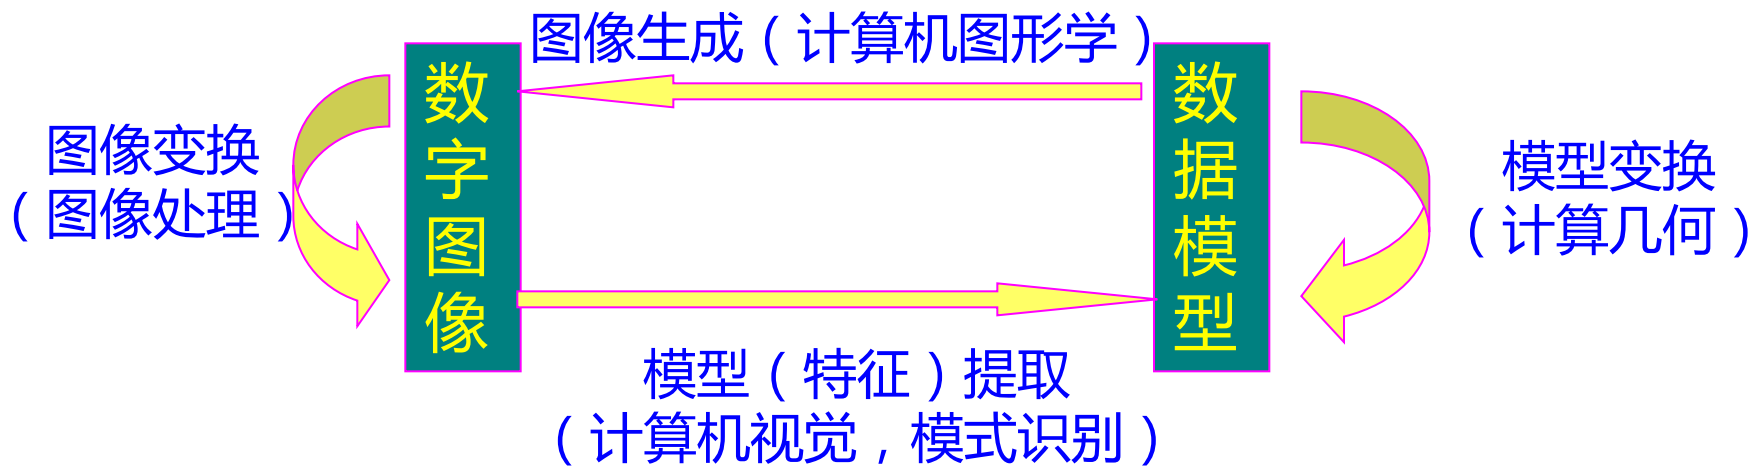 图像生成（计算机图形学）
数字图像
数据模型
图像变换
（图像处理）
模型变换
（计算几何）
模型（特征）提取
（计算机视觉，模式识别）